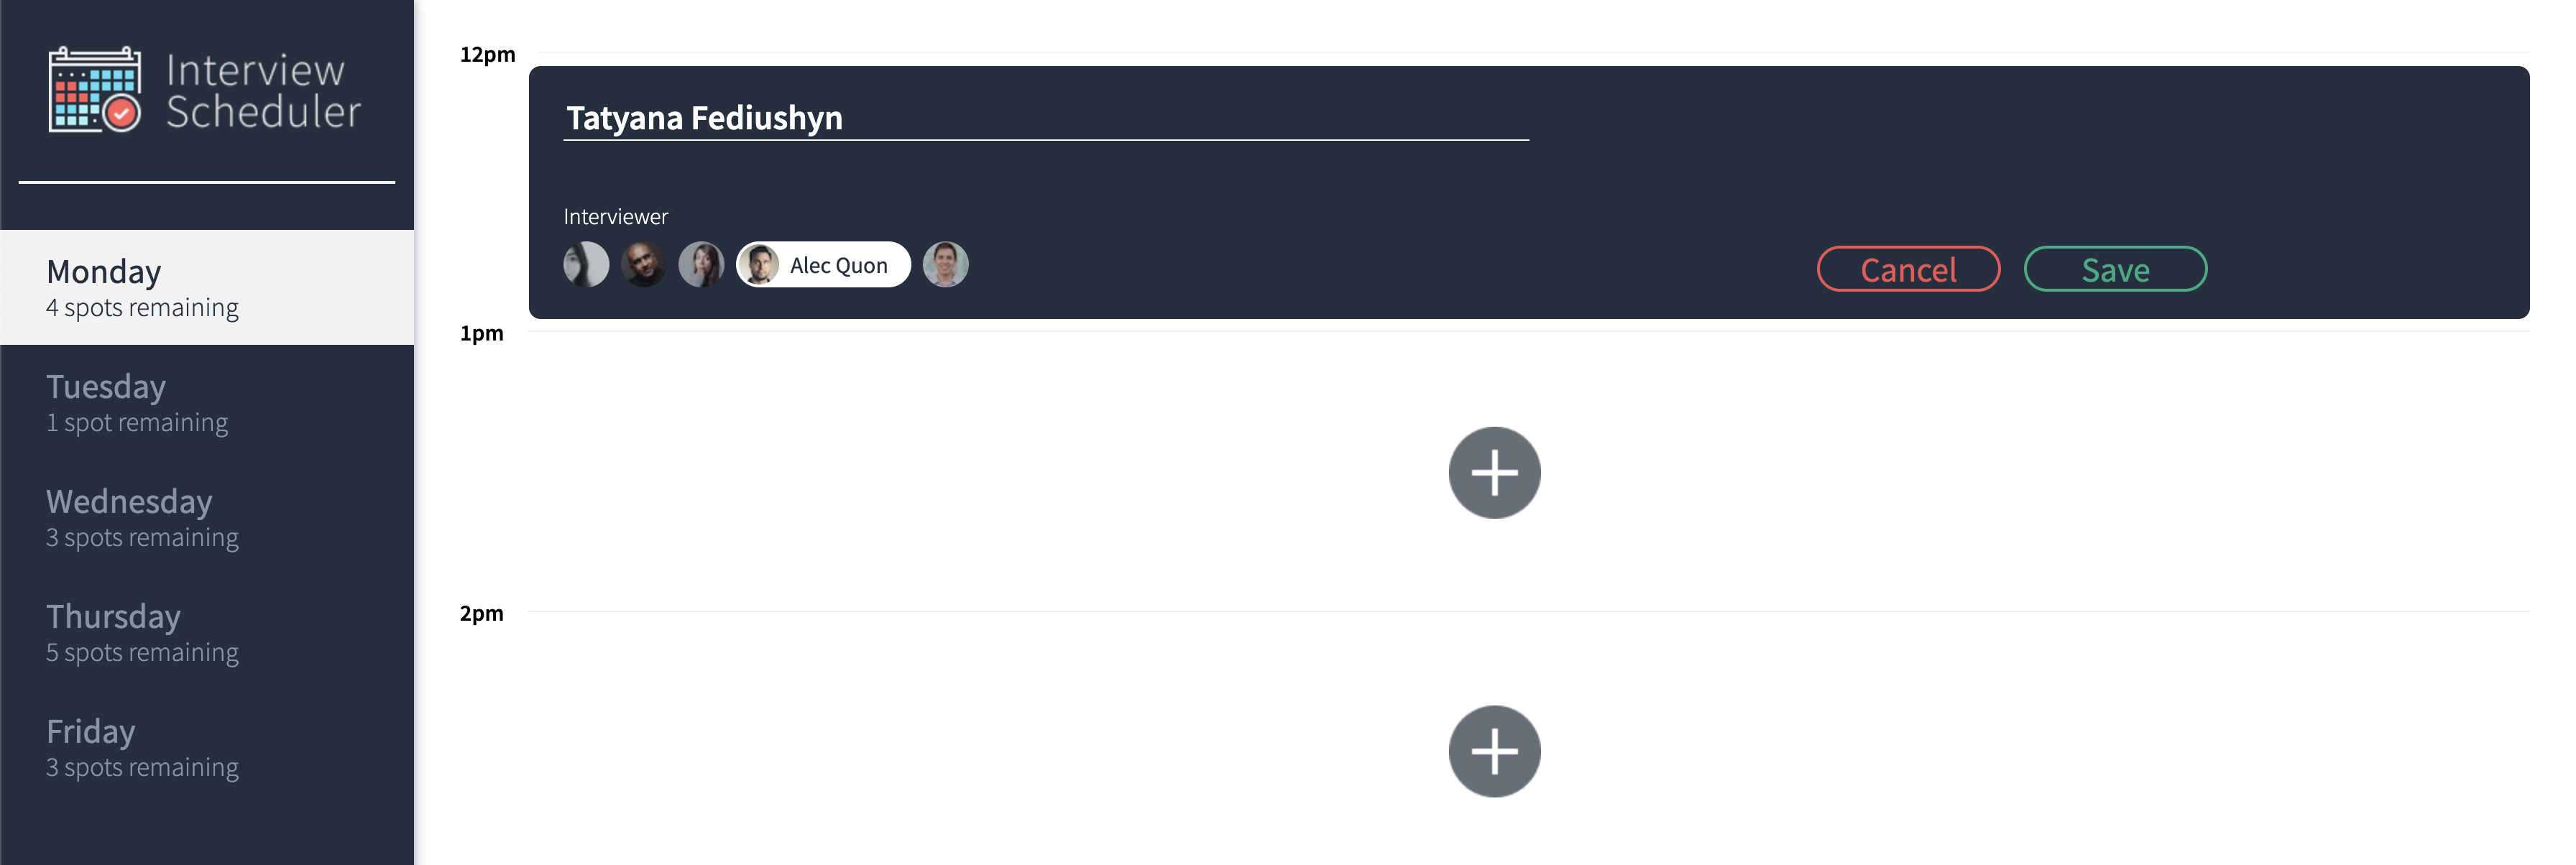 Interview
Scheduler
Monday
4 spots remaining
Tuesday
1 spot remaining
Wednesday
3 spots remaining
Thursday
5 spots remaining
Friday
3 spots remaining
12pm
Tatyana Fediushyn
Interviewer
Alec Quon
Cancel
Save
1pm
2pm